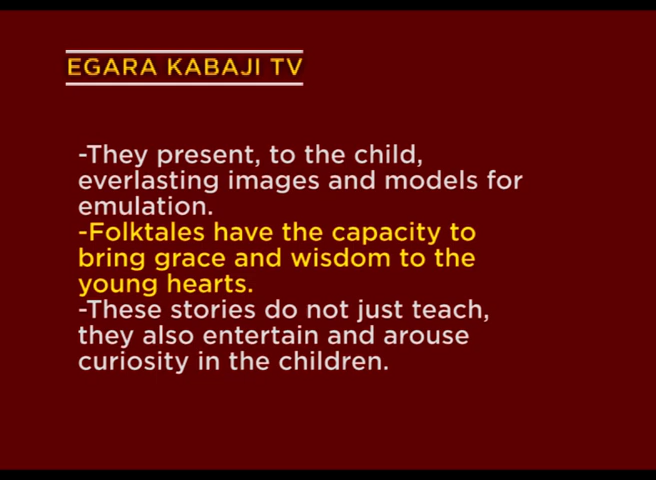 EGARA KABAJI TV
-They present, to the child,
everlasting images and models for
emulation.
-Folktales have the capacity to
bring grace and wisdom to the
young hearts.
-These stories do not just teach,
they also entertain and arouse
curiosity in the children.